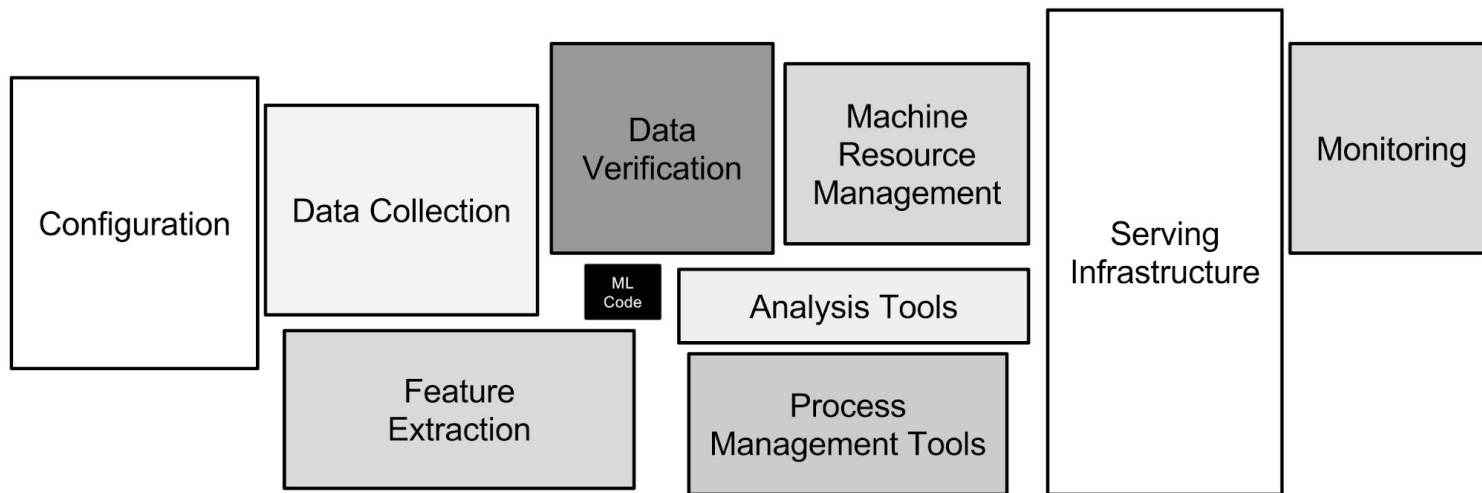 Configuration
Data Collection
Data
Verification
Machine
Resource
Management
Serving
Infrastructure
Monitoring
ML
Code
Analysis Tools
Feature
Extraction
Process
Management Tools